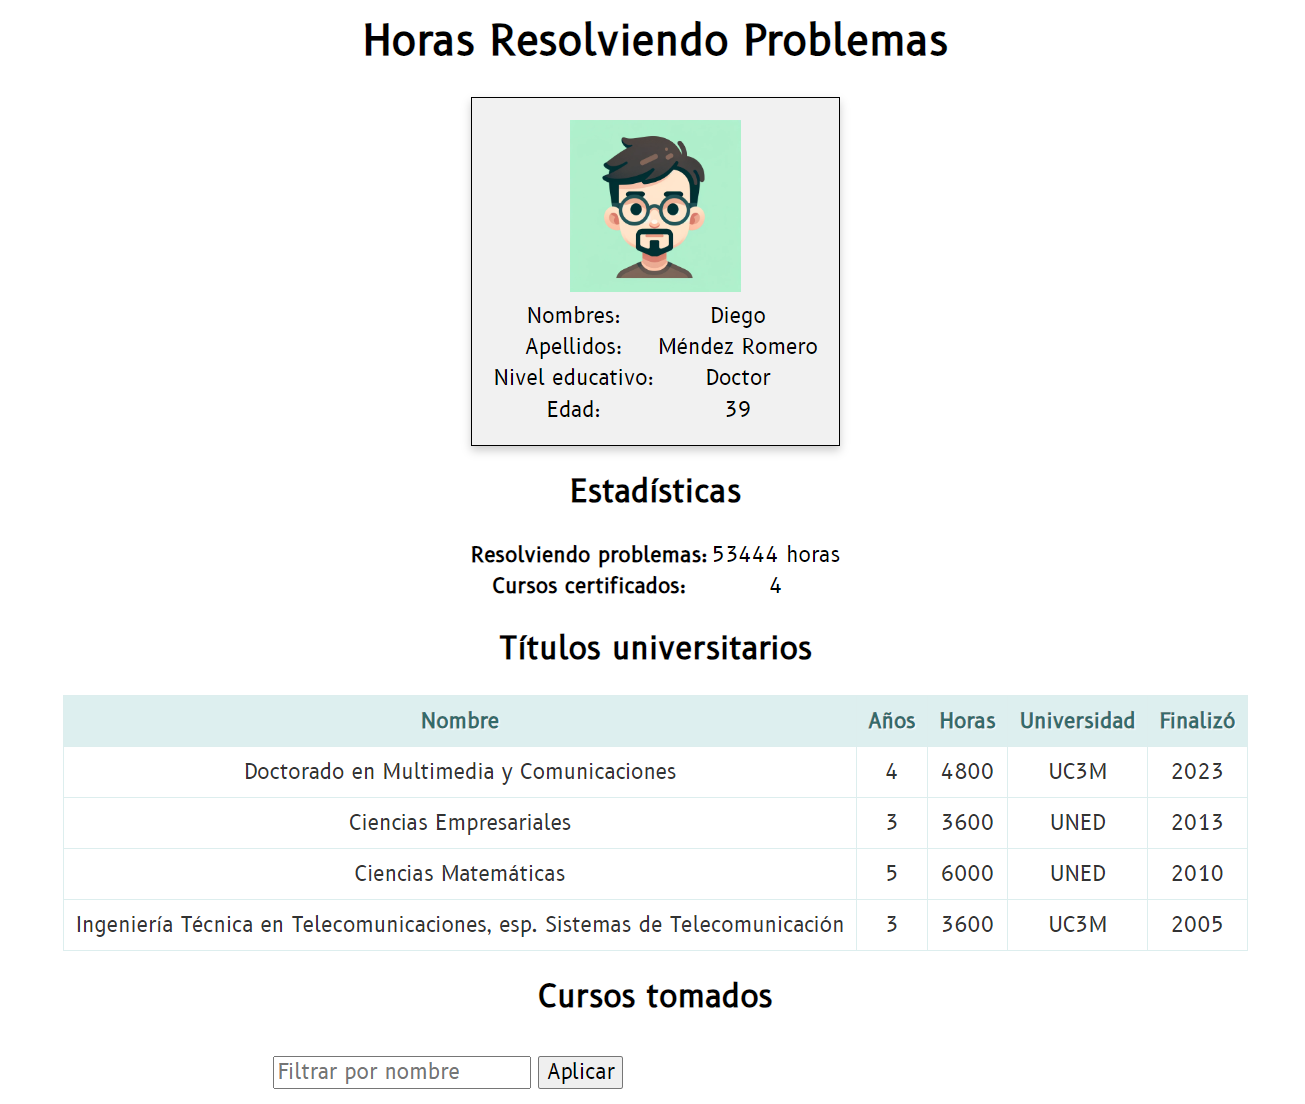 Horas Resolviendo Problemas
Nombres: Diego
Apellidos: Méndez Romero
Nivel educativo: Doctor
Edad: 39
Estadísticas
Resolviendo problemas: 53444 horas
Cursos certificados: 4
Títulos universitarios
Nombre Años Horas Universidad Finalizó
Doctorado en Multimedia y Comunicaciones 4 4800 UC3M 2023
Ciencias Empresariales 3 3600 UNED 2013
Ciencias Matemáticas 5 6000 UNED 2010
Ingeniería Técnica en Telecomunicaciones, esp. Sistemas de Telecomunicación 3 3600 UC3M 2005
Cursos tomados
Filtrar por nombre Aplicar